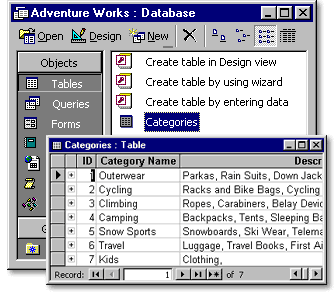 Adventure Works : Database
Open Design New
Objects
Tables
Queries
Forms
Create table in Design view
Create table by using wizard
Create table by entering data
Categories
Categories : Table
ID Category Name Descr
1 Outerwear Parkas, Rain Suits, Down Jack
2 Cycling Racks and Bike Bags, Cycling
3 Climbing Ropes, Carabiners, Belay Devic
4 Camping Backpacks, Tents, Sleeping Ba
5 Snow Sports Snowboards, Ski Wear, Telema
6 Travel Luggage, Travel Books, First Ai
7 Kids Clothing,
Record: 1 of 7